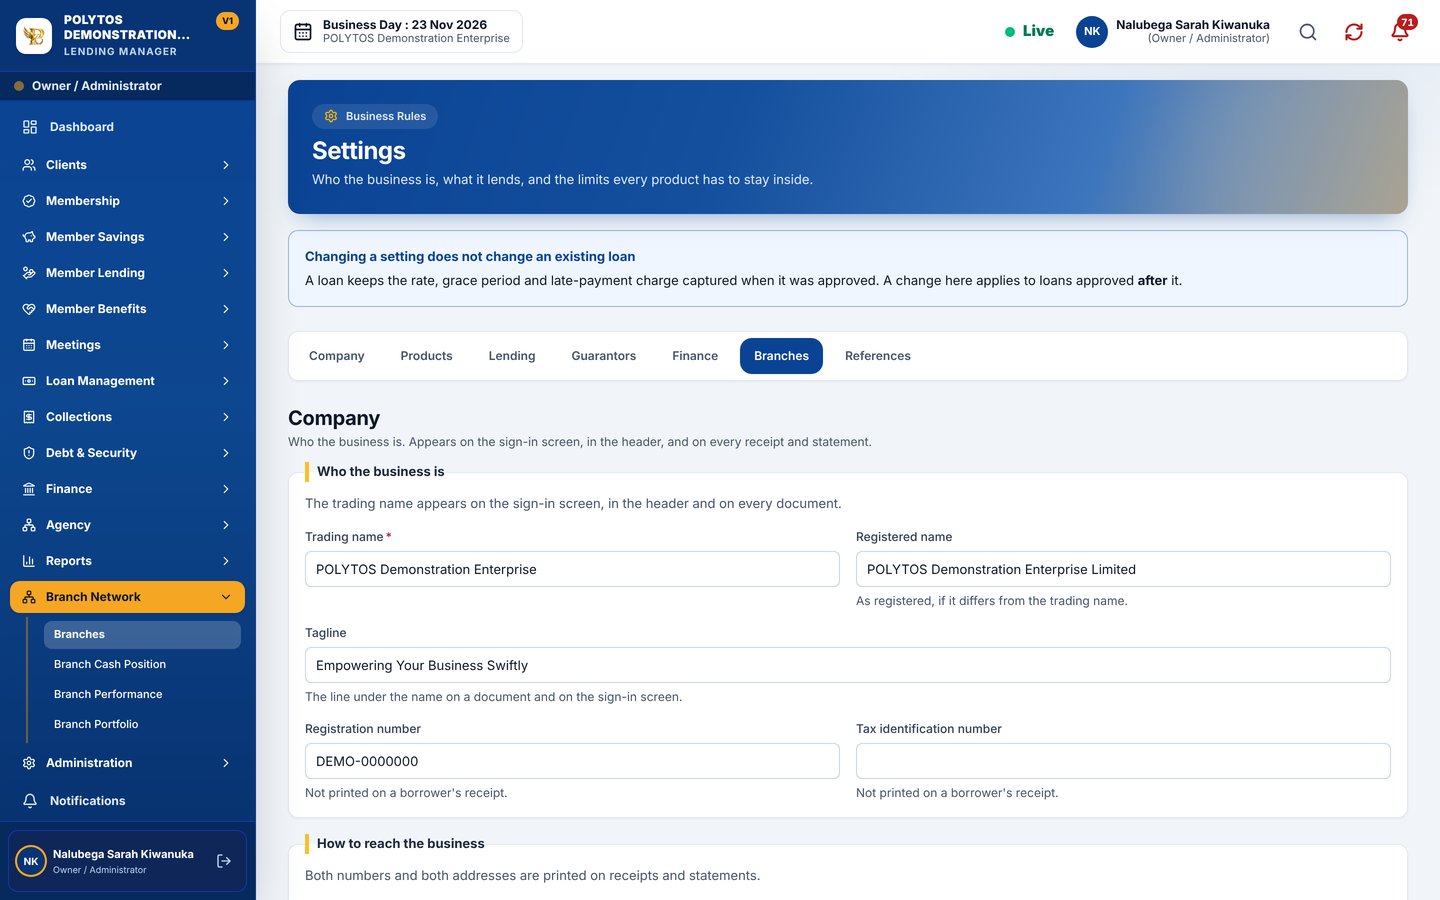 POLYTOS
DEMONSTRATION...
LENDING MANAGER
V1
Owner / Administrator
Dashboard
Clients
Membership
Member Savings
Member Lending
Member Benefits
Meetings
Loan Management
Collections
Debt & Security
Finance
Agency
Reports
Branch Network
Branches
Branch Cash Position
Branch Performance
Branch Portfolio
Administration
Notifications
NK
Nalubega Sarah Kiwanuka
Owner / Administrator
Business Day : 23 Nov 2026
POLYTOS Demonstration Enterprise
Live
NK
Nalubega Sarah Kiwanuka
(Owner / Administrator)
71
Business Rules
Settings
Who the business is, what it lends, and the limits every product has to stay inside.
Changing a setting does not change an existing loan
A loan keeps the rate, grace period and late-payment charge captured when it was approved. A change here applies to loans approved after it.
Company
Products
Lending
Guarantors
Finance
Branches
References
Company
Who the business is. Appears on the sign-in screen, in the header, and on every receipt and statement.
Who the business is
The trading name appears on the sign-in screen, in the header and on every document.
Trading name *
POLYTOS Demonstration Enterprise
Registered name
POLYTOS Demonstration Enterprise Limited
As registered, if it differs from the trading name.
Tagline
Empowering Your Business Swiftly
The line under the name on a document and on the sign-in screen.
Registration number
DEMO-0000000
Not printed on a borrower's receipt.
Tax identification number
Not printed on a borrower's receipt.
How to reach the business
Both numbers and both addresses are printed on receipts and statements.